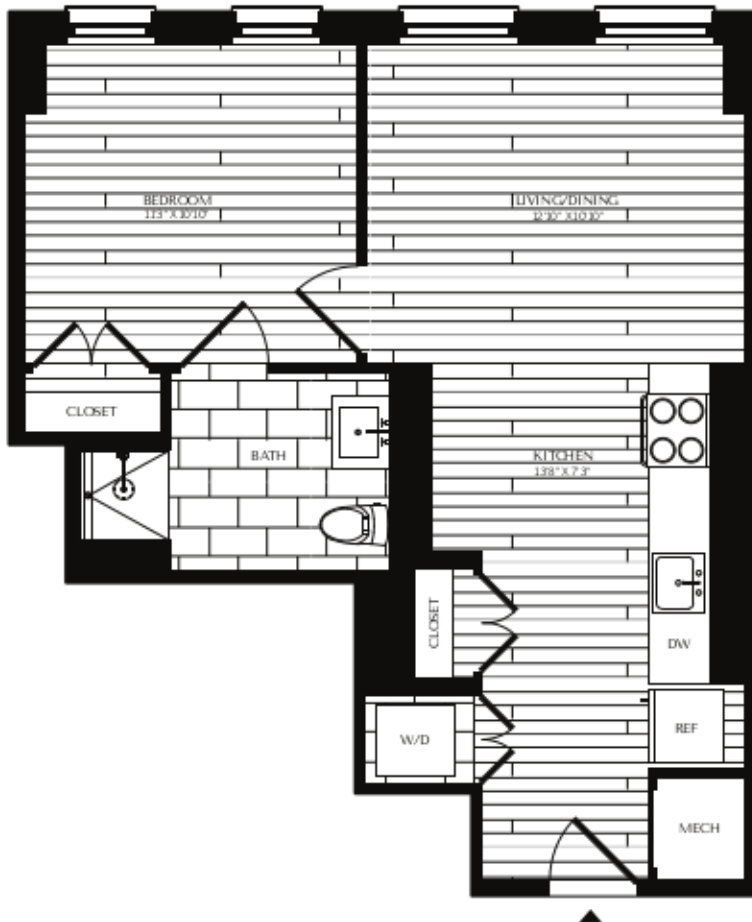 BEDROOM
11'3" X 10'10"
LIVING/DINING
12'10" X10'10"
CLOSET
BATH
KITCHEN
13'8" X 7'3"
CLOSET
DW
W/D
REF
MECH